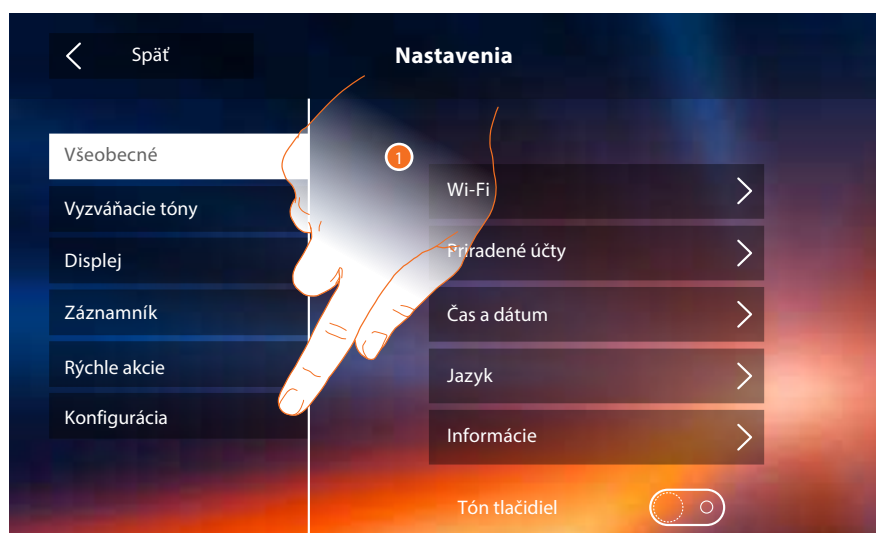 Späť
Nastavenia
Všeobecné
Vyzváňacie tóny
Displej
Záznamník
Rýchle akcie
Konfigurácia
1
Wi-Fi
Priradené účty
Čas a dátum
Jazyk
Informácie
Tón tlačidiel